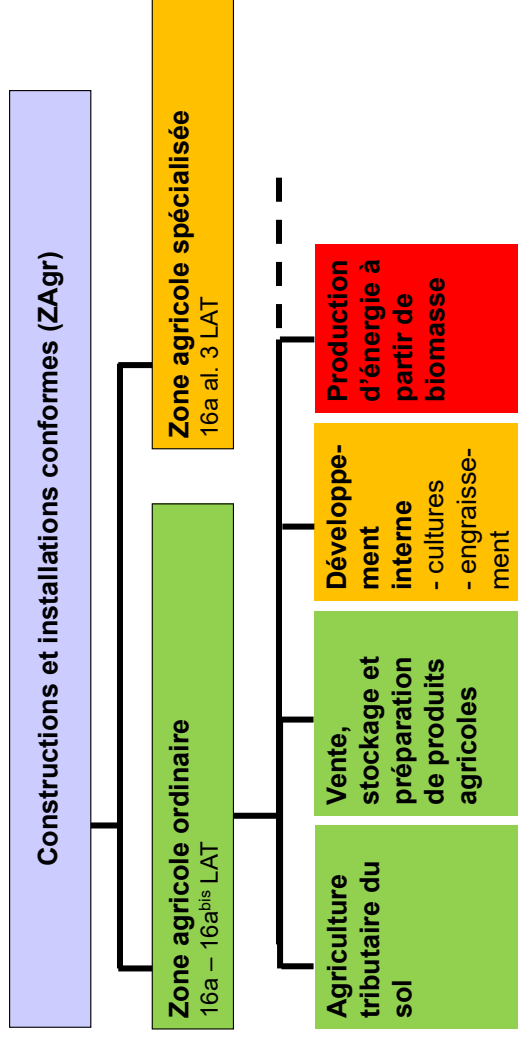 Constructions et installations conformes (ZAgr)
Zone agricole ordinaire
16a – 16a^bis LAT
Zone agricole spécialisée
16a al. 3 LAT
Agriculture
tributaire du
sol
Vente,
stockage et
préparation
de produits
agricoles
Développe-
ment
interne
- cultures
- engraisse-
ment
Production
d'énergie à
partir de
biomasse